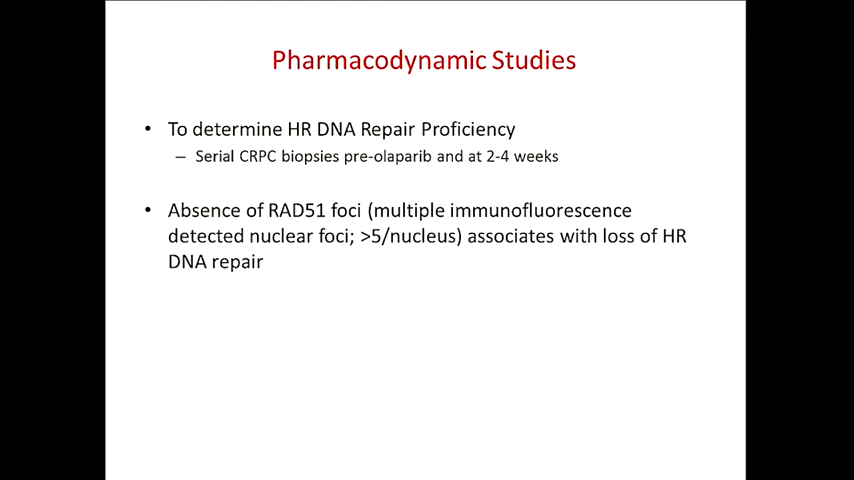 Pharmacodynamic Studies
• To determine HR DNA Repair Proficiency
– Serial CRPC biopsies pre-olaparib and at 2-4 weeks
• Absence of RAD51 foci (multiple immunofluorescence
detected nuclear foci; >5/nucleus) associates with loss of HR
DNA repair